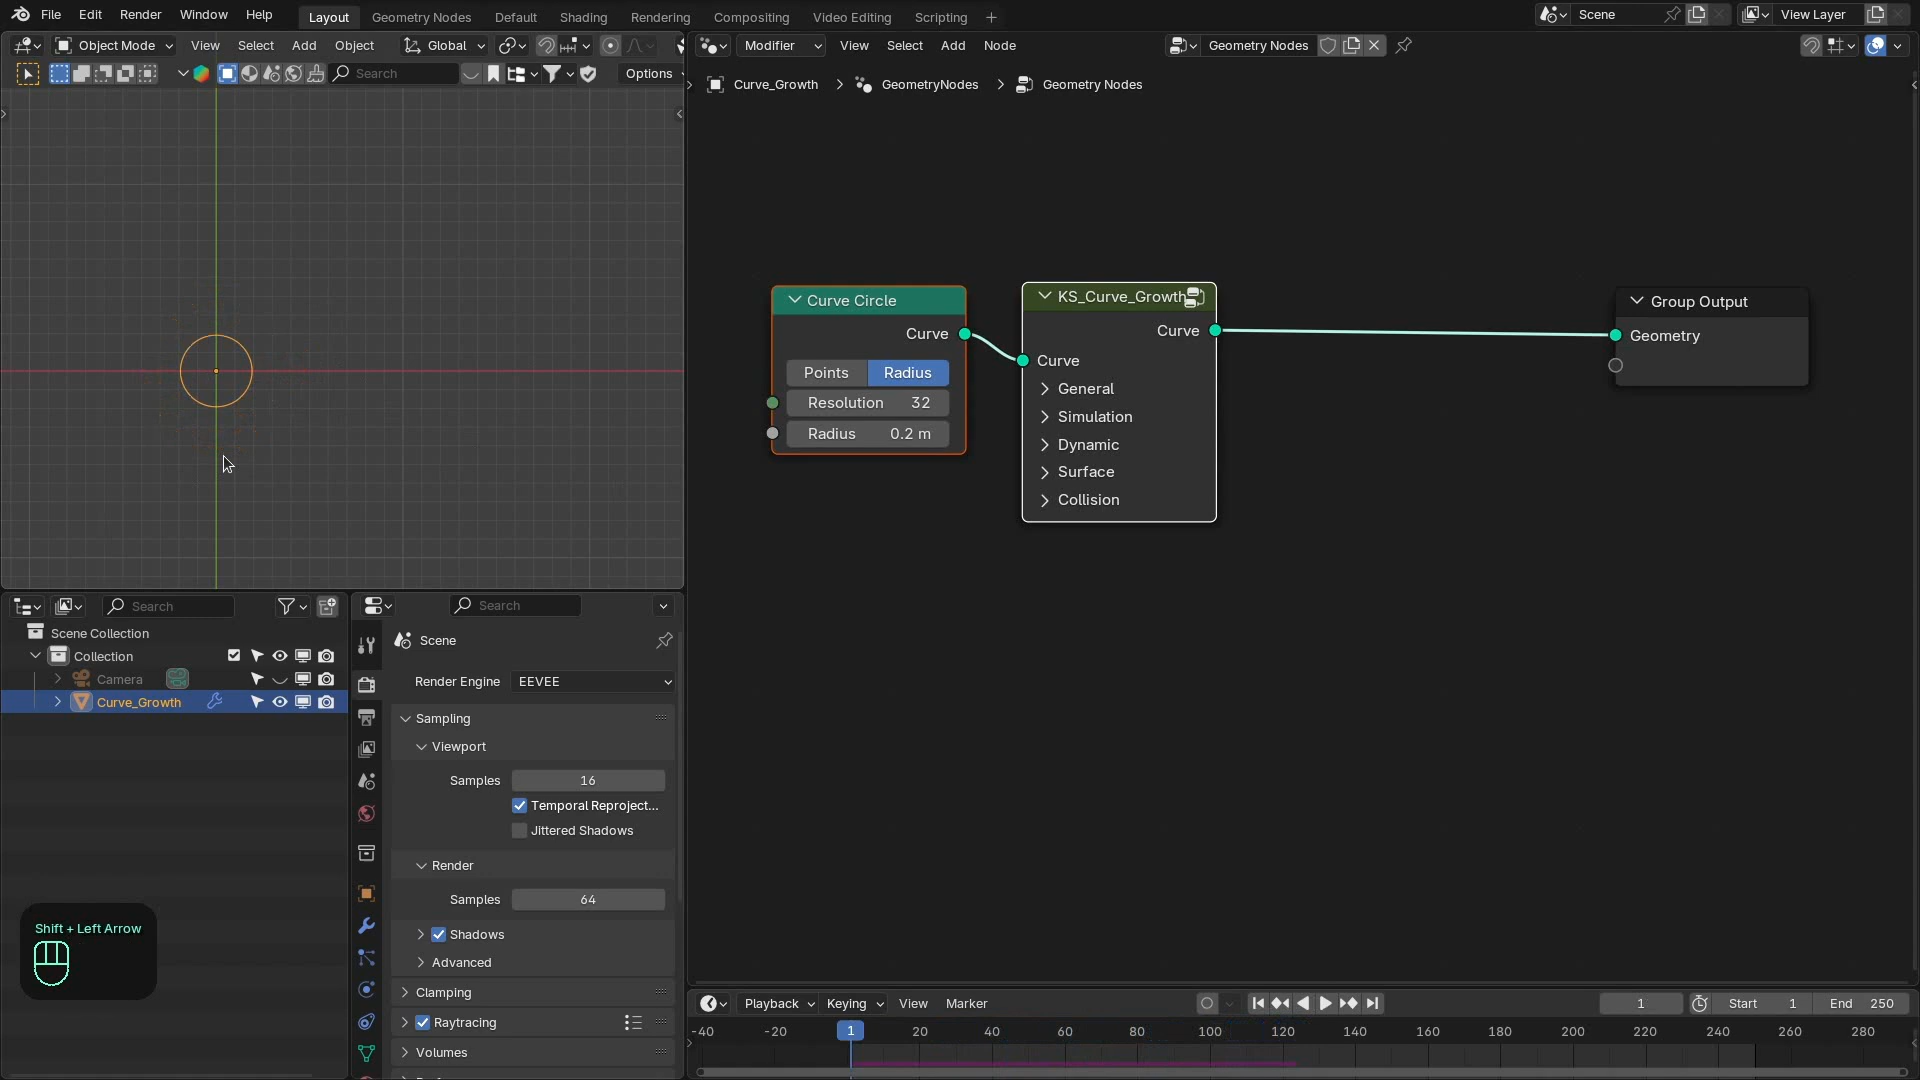 File Edit Render Window Help Layout Geometry Nodes Default Shading Rendering Compositing Video Editing Scripting + Scene View Layer
Object Mode View Select Add Object Global
Modifier View Select Add Node Geometry Nodes
Search Options
Curve_Growth GeometryNodes Geometry Nodes
Curve Circle
Curve
Points Radius
Resolution 32
Radius 0.2 m
KS_Curve_Growth
Curve
Curve
General
Simulation
Dynamic
Surface
Collision
Group Output
Geometry
Search
Scene Collection
Collection
Camera
Curve_Growth
Shift + Left Arrow
Search
Scene
Render Engine EEVEE
Sampling
Viewport
Samples 16
Temporal Reproject...
Jittered Shadows
Render
Samples 64
Shadows
Advanced
Clamping
Raytracing
Volumes
Playback Keying View Marker 1 Start 1 End 250
-40 -20 1 20 40 60 80 100 120 140 160 180 200 220 240 260 280